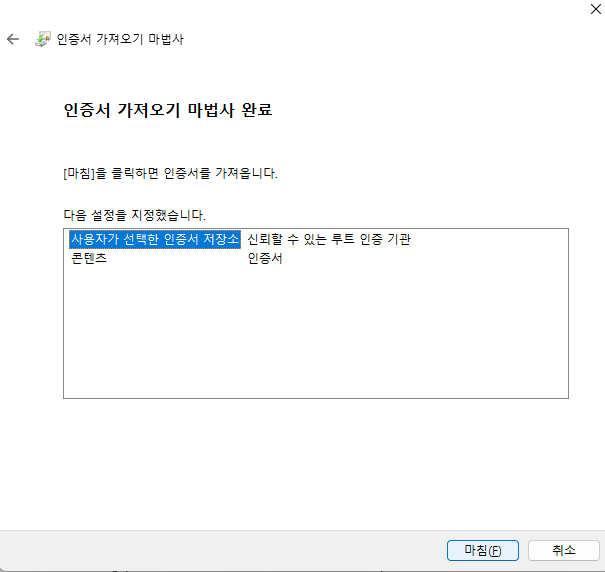 인증서 가져오기 마법사
인증서 가져오기 마법사 완료
[마침]을 클릭하면 인증서를 가져옵니다.
다음 설정을 지정했습니다.
사용자가 선택한 인증서 저장소 신뢰할 수 있는 루트 인증 기관
콘텐츠 인증서
마침(F) 취소